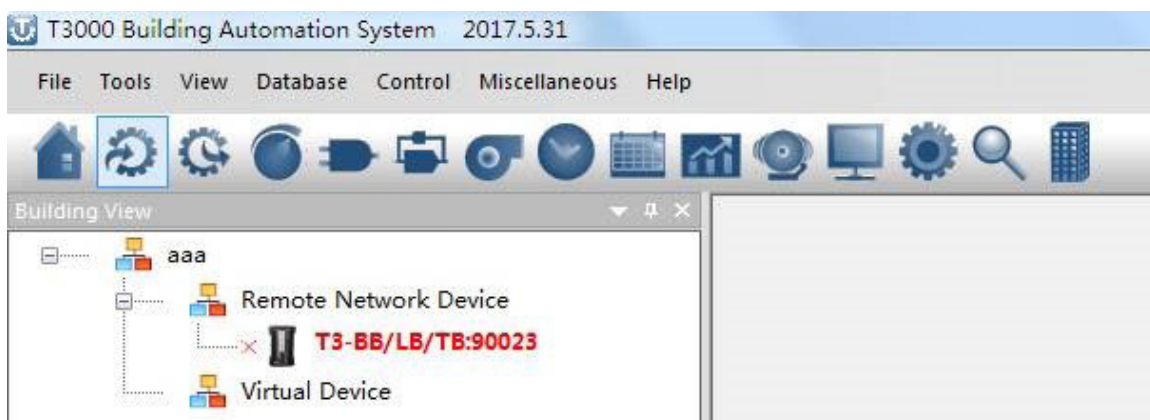 T3000 Building Automation System 2017.5.31
File Tools View Database Control Miscellaneous Help
Building View
aaa
Remote Network Device
T3-BB/LB/TB:90023
Virtual Device